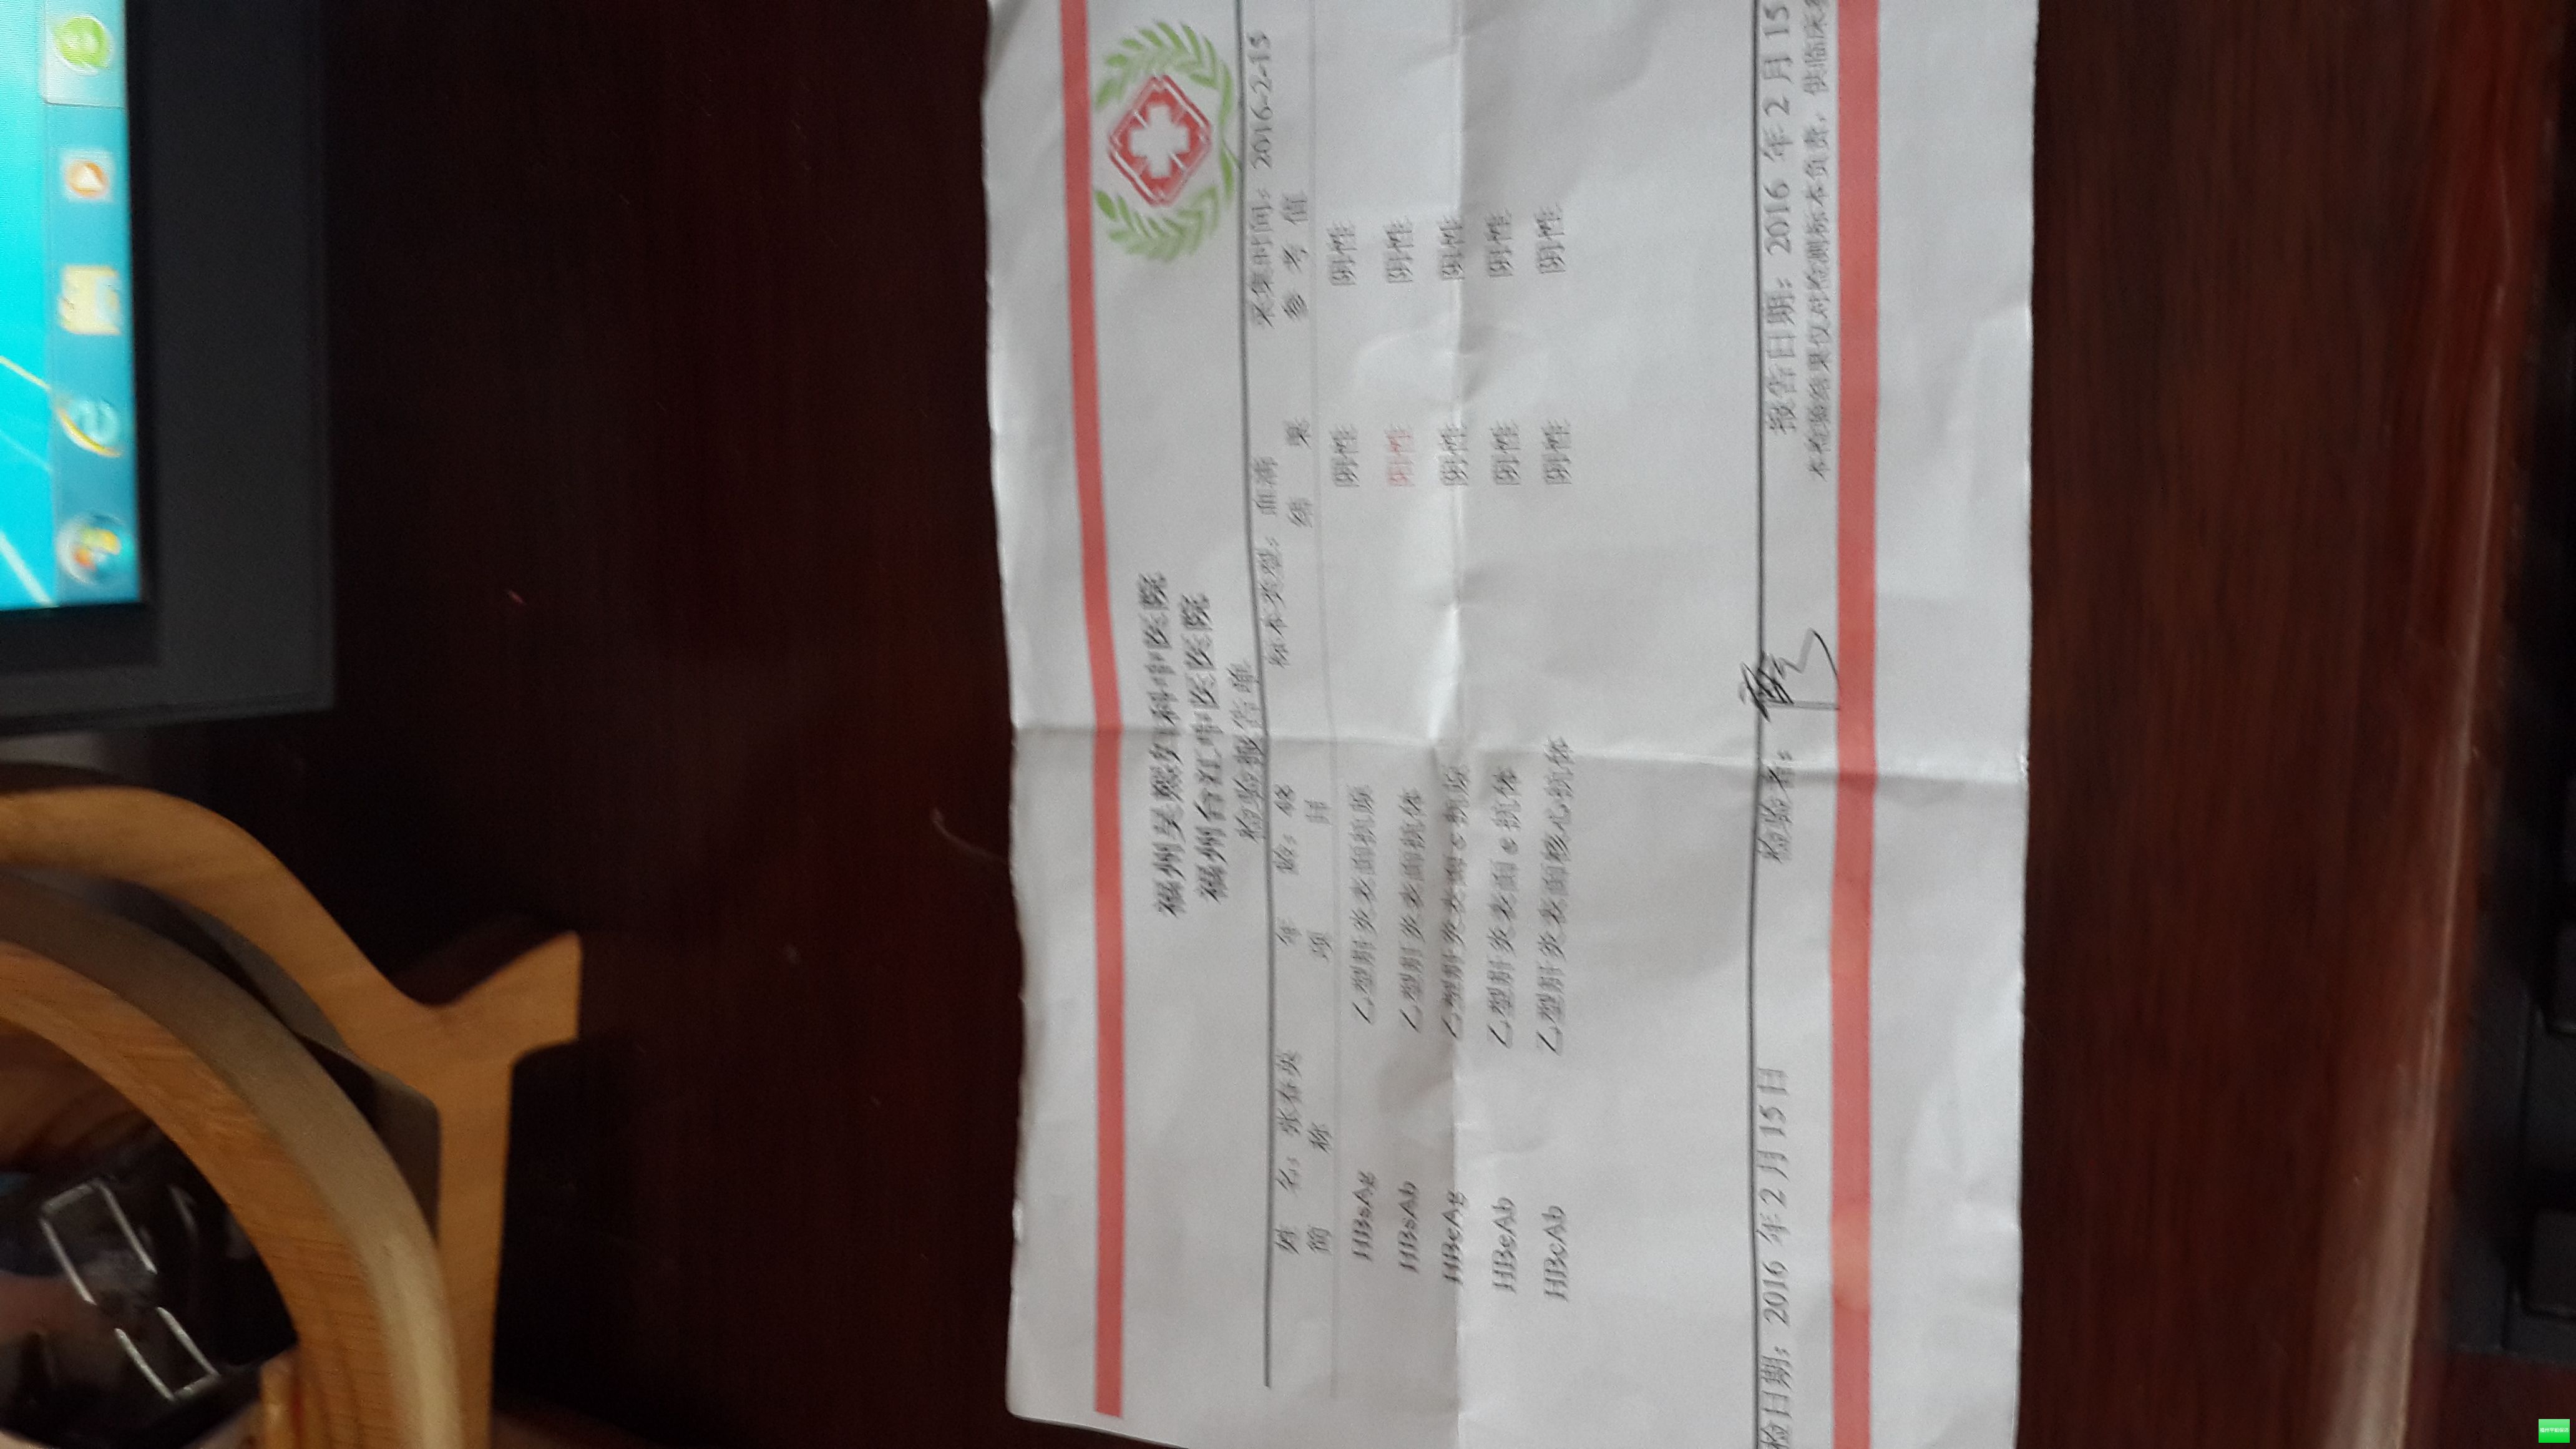 福州吴熙妇科中医院
福州台江中医医院
检验报告单
姓 名：张春英 年 龄：48 标本类型：血清 采集时间：2016-2-15
简 称 项 目 结 果 参 考 值
HBsAg 乙型肝炎表面抗原 阴性 阴性
HBsAb 乙型肝炎表面抗体 阳性 阴性
HBeAg 乙型肝炎表面 e 抗原 阴性 阴性
HBeAb 乙型肝炎表面 e 抗体 阴性 阴性
HBcAb 乙型肝炎表面核心抗体 阴性 阴性
检日期：2016 年 2 月 15 日 检验者： 报告日期：2016 年 2 月 15
本检验结果仅对检测标本负责，供临床